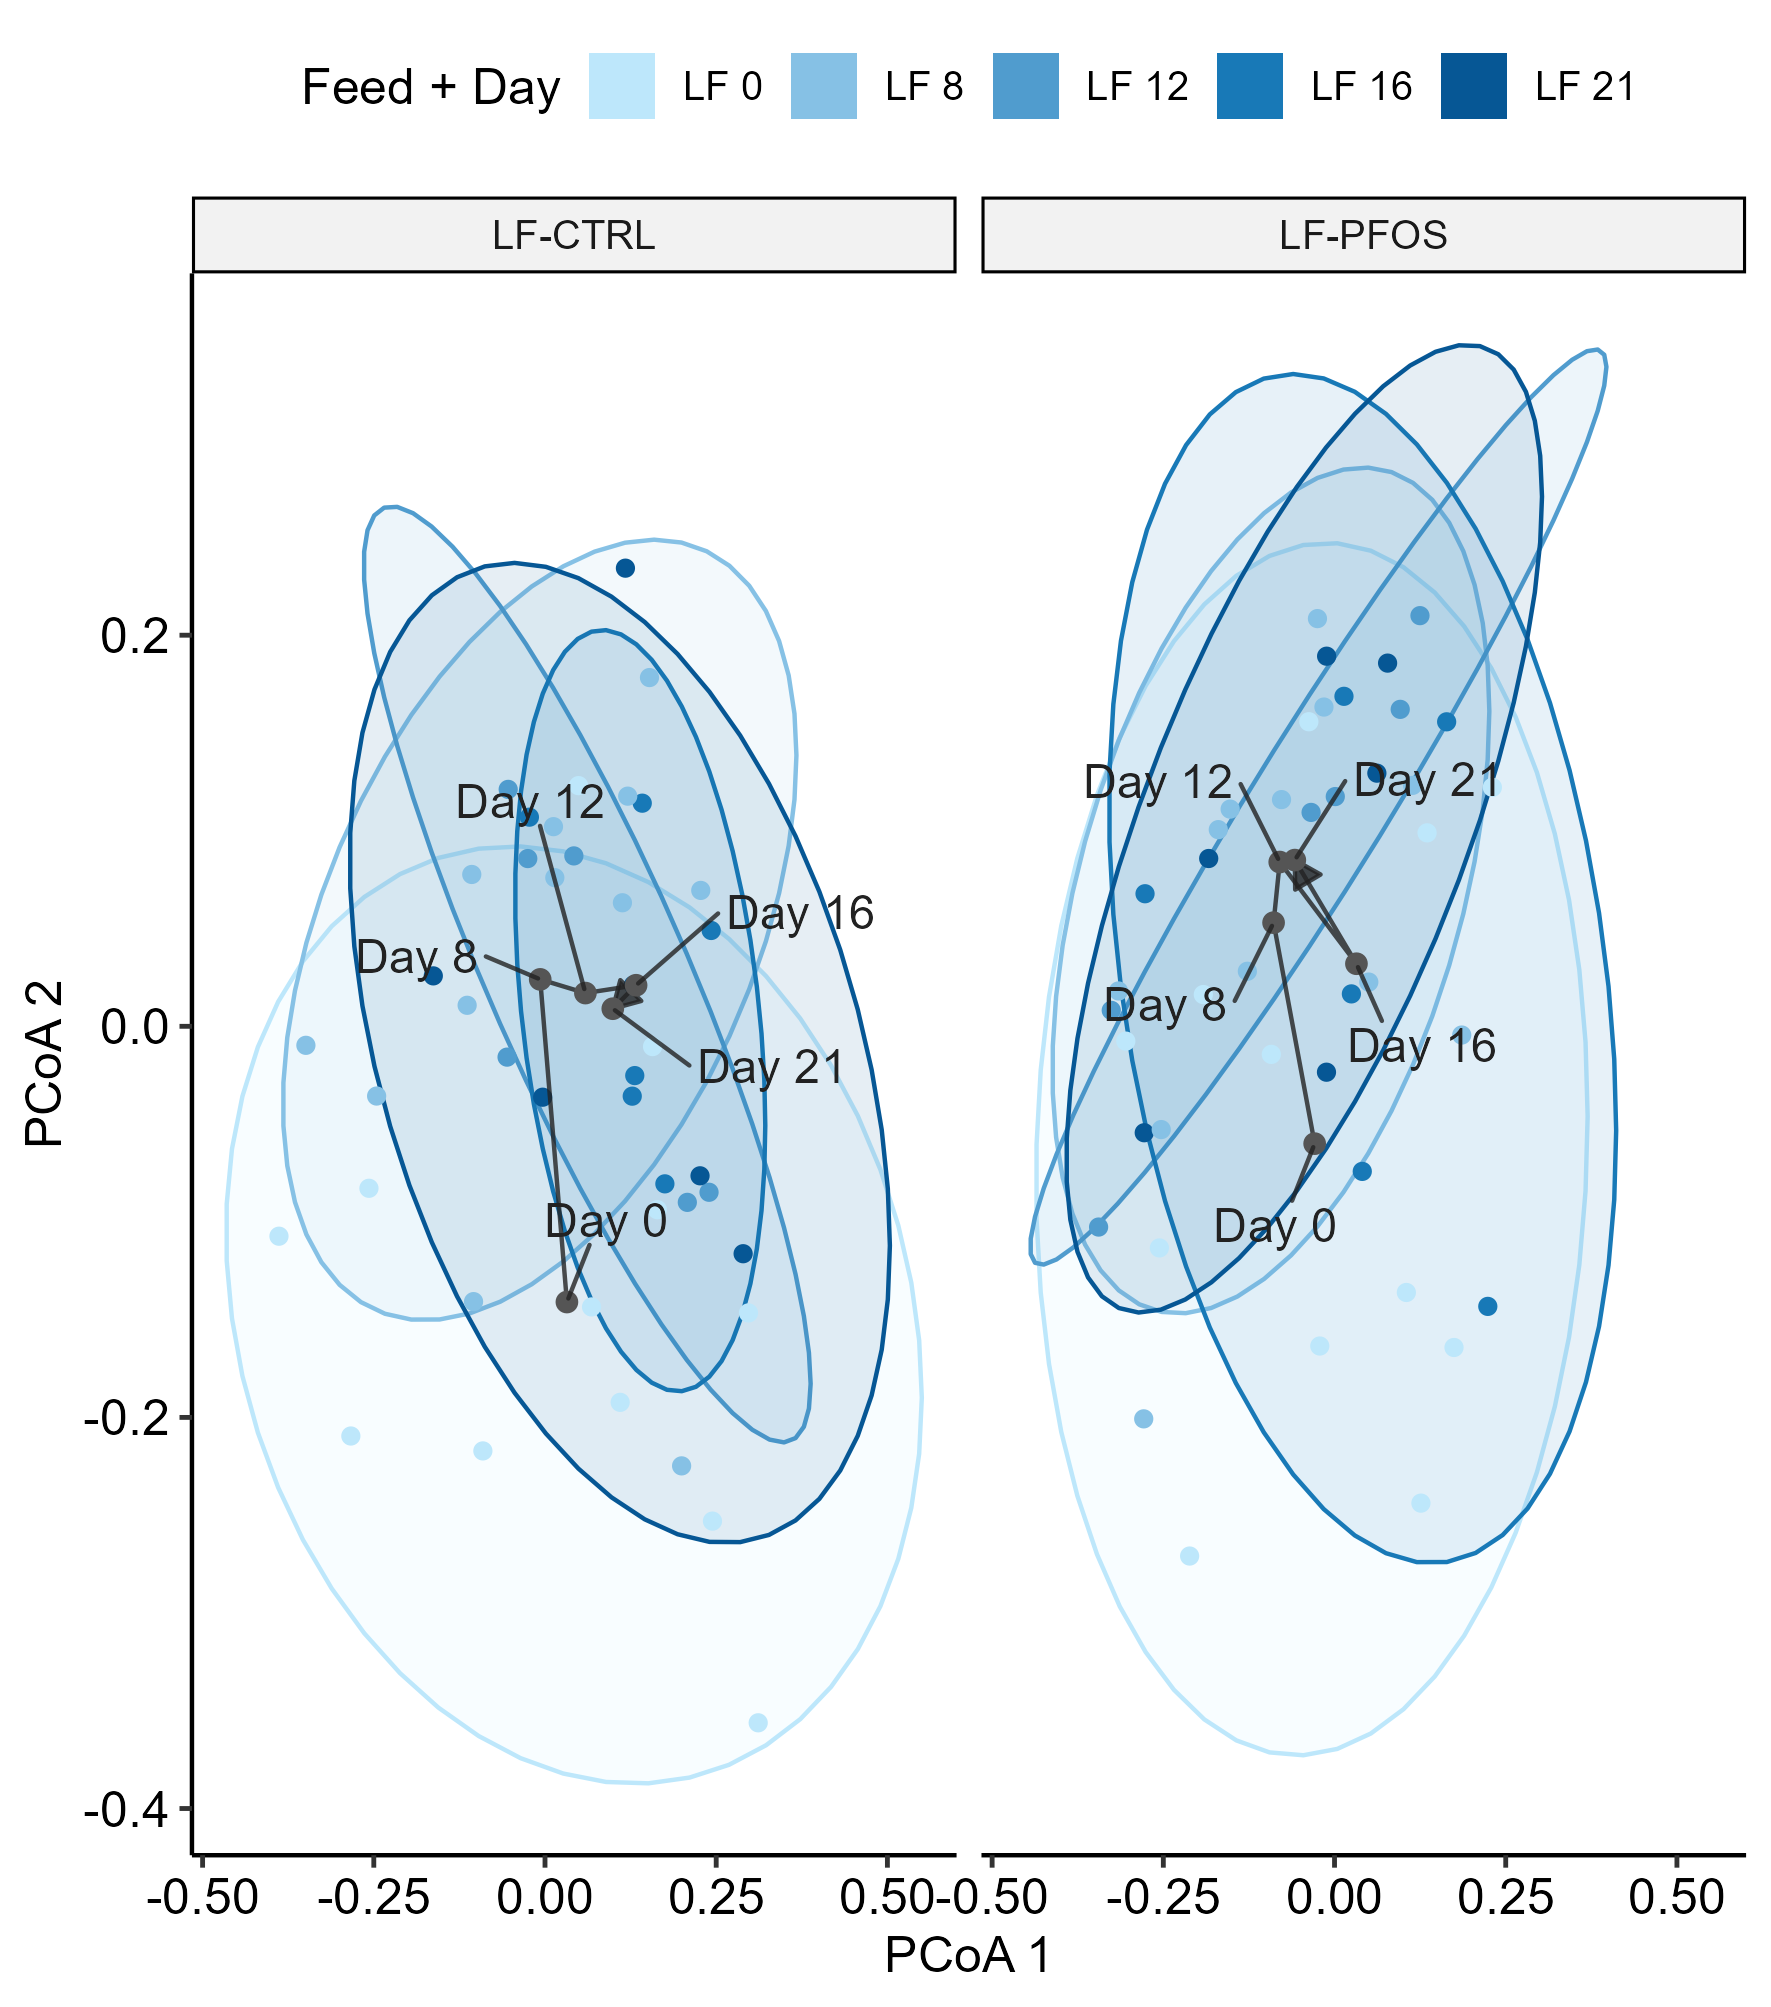 Feed + Day LF 0 LF 8 LF 12 LF 16 LF 21
LF-CTRL LF-PFOS
0.2
0.0
-0.2
-0.4
PCoA 2
Day 12
Day 16
Day 8
Day 21
Day 0
Day 12
Day 21
Day 8
Day 16
Day 0
-0.50 -0.25 0.00 0.25 0.50 -0.50 -0.25 0.00 0.25 0.50
PCoA 1